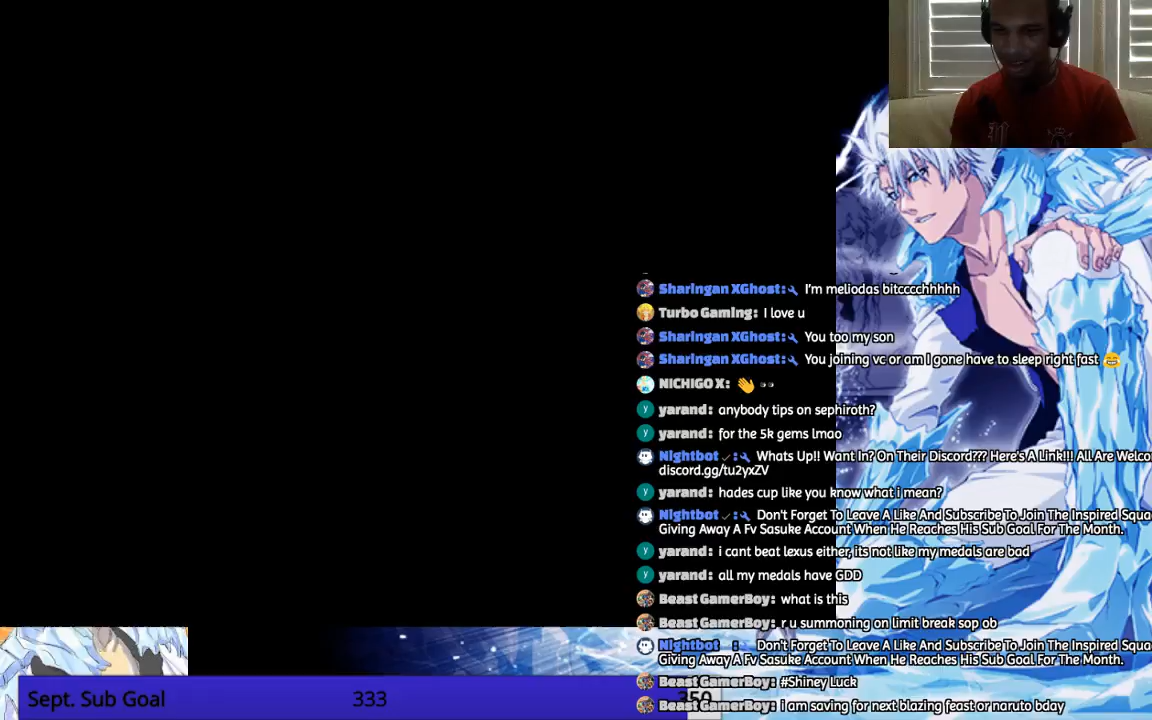 Sharingan XGhost: I'm meliodas bitcccchhhhh
Turbo Gaming: I love u
Sharingan XGhost: You too my son
Sharingan XGhost: You joining vc or am I gone have to sleep right fast 😂
NICHIGO X: 👋 👀
yarand: anybody tips on sephiroth?
yarand: for the 5k gems lmao
Nightbot: Whats Up!! Want In? On Their Discord??? Here's A Link!!! All Are Welco
discord.gg/tu2yxZV
yarand: hades cup like you know what i mean?
Nightbot: Don't Forget To Leave A Like And Subscribe To Join The Inspired Squa
Giving Away A Fv Sasuke Account When He Reaches His Sub Goal For The Month.
yarand: i cant beat lexus either, its not like my medals are bad
yarand: all my medals have GDD
Beast GamerBoy: what is this
Beast GamerBoy: r u summoning on limit break sop ob
Nightbot : Don't Forget To Leave A Like And Subscribe To Join The Inspired Squa
Giving Away A Fv Sasuke Account When He Reaches His Sub Goal For The Month.
Beast GamerBoy: #Shiney Luck
Beast GamerBoy: i am saving for next blazing feast or naruto bday
Sept. Sub Goal 333 350